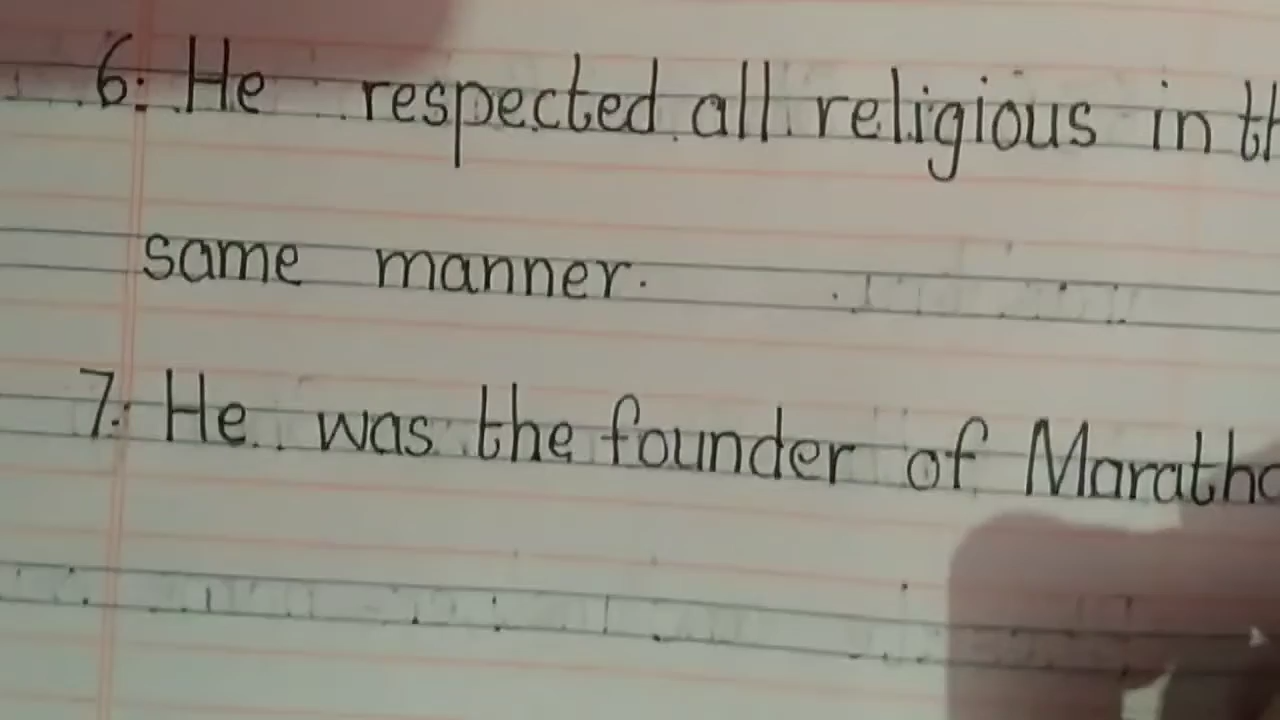 6. He respected all religious in th
same manner.
7. He was the founder of Maratha